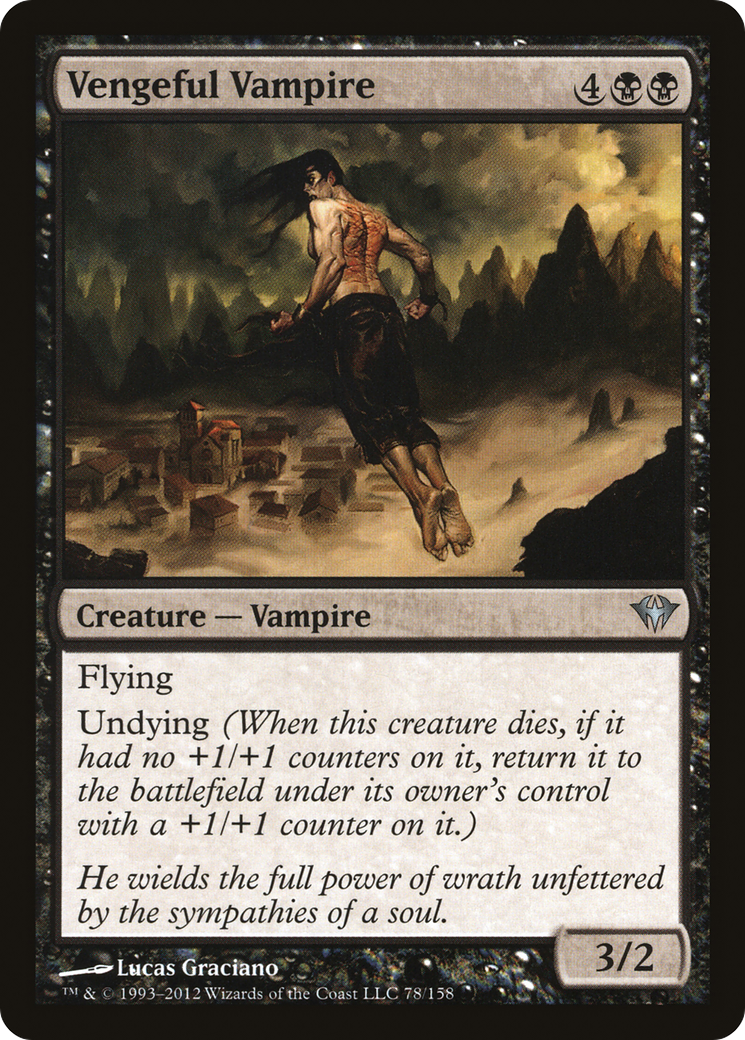 Vengeful Vampire 4
Creature — Vampire
Flying
Undying (When this creature dies, if it
had no +1/+1 counters on it, return it to
the battlefield under its owner's control
with a +1/+1 counter on it.)
He wields the full power of wrath unfettered
by the sympathies of a soul.
3/2
Lucas Graciano
™ & © 1993–2012 Wizards of the Coast LLC 78/158